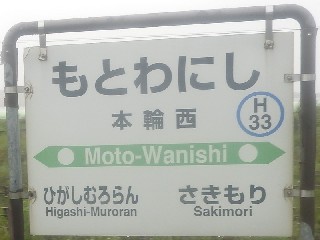 もとわにし
本輪西
H
33
Moto-Wanishi
ひがしむろらん さきもり
Higashi-Muroran Sakimori